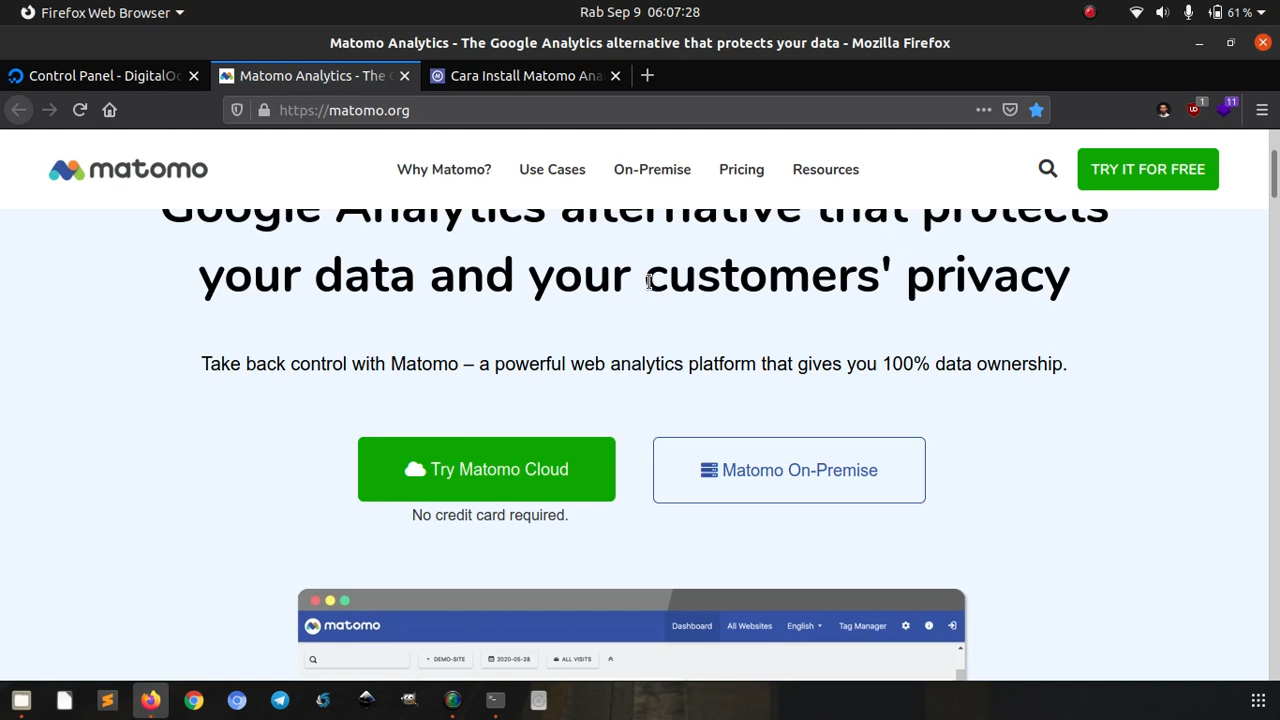 Firefox Web Browser
Rab Sep 9 06:07:28
61 %
Matomo Analytics - The Google Analytics alternative that protects your data - Mozilla Firefox
Control Panel - DigitalOc
Matomo Analytics - The G
Cara Install Matomo Ana
https://matomo.org
1
11
matomo
Why Matomo?
Use Cases
On-Premise
Pricing
Resources
TRY IT FOR FREE
Google Analytics alternative that protects
your data and your customers' privacy
Take back control with Matomo – a powerful web analytics platform that gives you 100% data ownership.
Try Matomo Cloud
Matomo On-Premise
No credit card required.
matomo
Dashboard
All Websites
English
Tag Manager
DEMO-SITE
2020-05-28
ALL VISITS